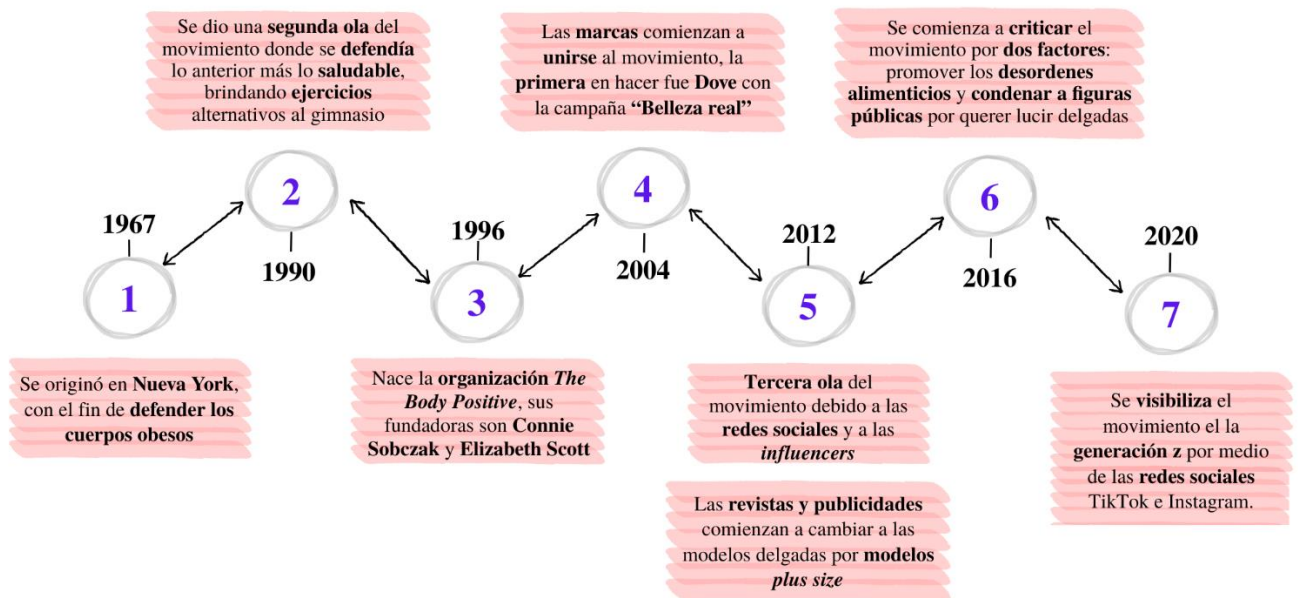 1967
1
Se originó en Nueva York,
con el fin de defender los
cuerpos obesos
Se dio una segunda ola del
movimiento donde se defendía
lo anterior más lo saludable,
brindando ejercicios
alternativos al gimnasio
2
1990
1996
3
Nace la organización The
Body Positive, sus
fundadoras son Connie
Sobczak y Elizabeth Scott
Las marcas comienzan a
unirse al movimiento, la
primera en hacer fue Dove con
la campaña “Belleza real”
4
2004
2012
5
Tercera ola del
movimiento debido a las
redes sociales y a las
influencers
Las revistas y publicidades
comienzan a cambiar a las
modelos delgadas por modelos
plus size
Se comienza a criticar el
movimiento por dos factores:
promover los desordenes
alimenticios y condenar a figuras
públicas por querer lucir delgadas
6
2016
2020
7
Se visibiliza el
movimiento el la
generación z por medio
de las redes sociales
TikTok e Instagram.